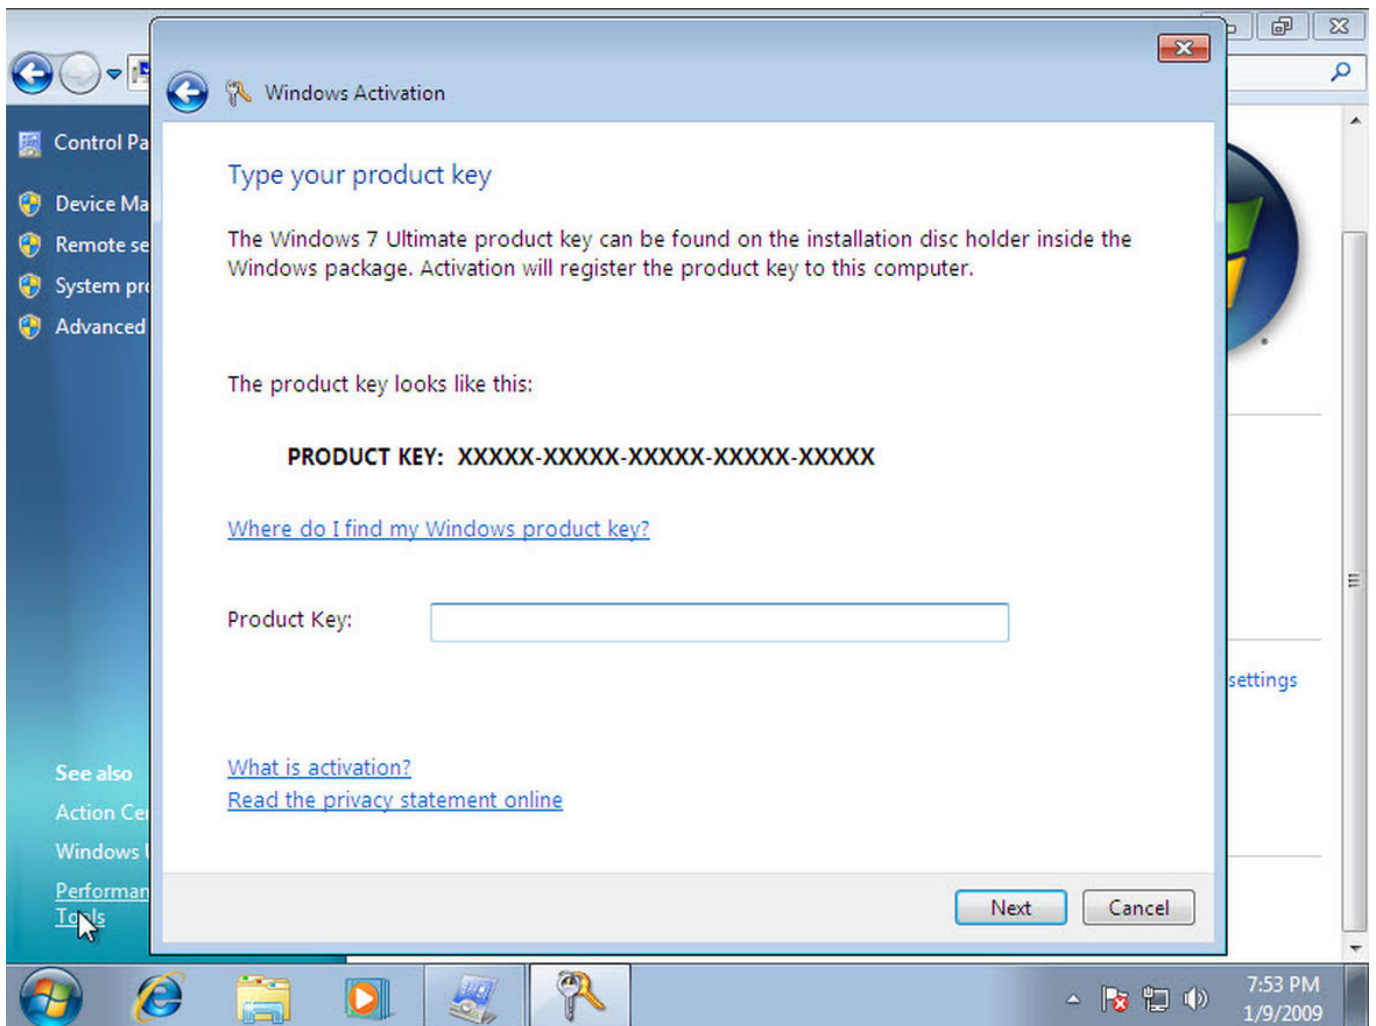 Windows Activation
Control Pa
Device Ma
Remote se
System pro
Advanced
Type your product key
The Windows 7 Ultimate product key can be found on the installation disc holder inside the
Windows package. Activation will register the product key to this computer.
The product key looks like this:
PRODUCT KEY: XXXXX-XXXXX-XXXXX-XXXXX-XXXXX
Where do I find my Windows product key?
Product Key:
settings
What is activation?
Read the privacy statement online
See also
Action Cer
Windows U
Performan
Tools
Next
Cancel
7:53 PM
1/9/2009